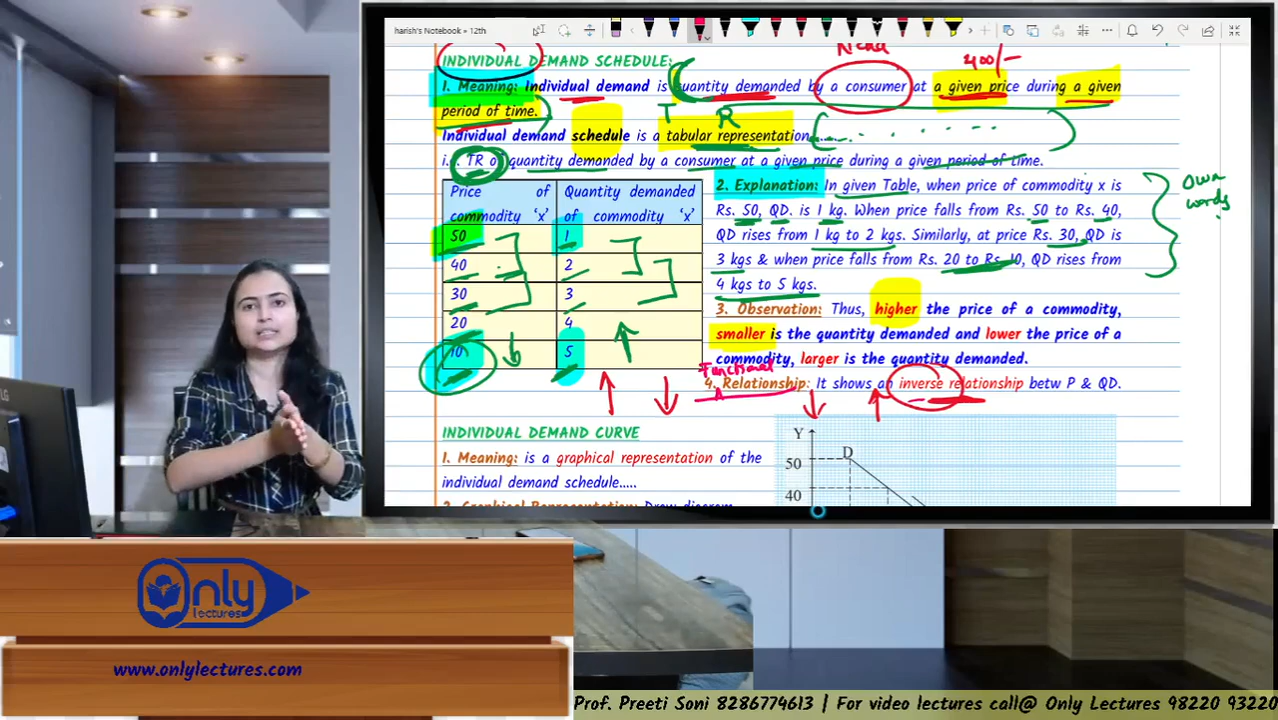 harish's Notebook » 12th
INDIVIDUAL DEMAND SCHEDULE:
Need
400/-
1. Meaning: Individual demand is quantity demanded by a consumer at a given price during a given
period of time.
T R
Individual demand schedule is a tabular representation......
i.e. TR of quantity demanded by a consumer at a given price during a given period of time.
Price of commodity 'x' Quantity demanded of commodity 'x'
50 1
40 2
30 3
20 4
10 5
2. Explanation: In given Table, when price of commodity x is
Rs. 50, QD. is 1 kg. When price falls from Rs. 50 to Rs. 40,
QD rises from 1 kg to 2 kgs. Similarly, at price Rs. 30, QD is
3 kgs & when price falls from Rs. 20 to Rs. 10, QD rises from
4 kgs to 5 kgs.
own
words
3. Observation: Thus, higher the price of a commodity,
smaller is the quantity demanded and lower the price of a
commodity, larger is the quantity demanded.
Functional
4. Relationship: It shows an inverse relationship betw P & QD.
INDIVIDUAL DEMAND CURVE
1. Meaning: is a graphical representation of the
individual demand schedule.....
2. Graphical Representation: Draw diagram
Y
D
50
40
LG
Only
lectures
www.onlylectures.com
Prof. Preeti Soni 8286774613 | For video lectures call@ Only Lectures 98220 93220